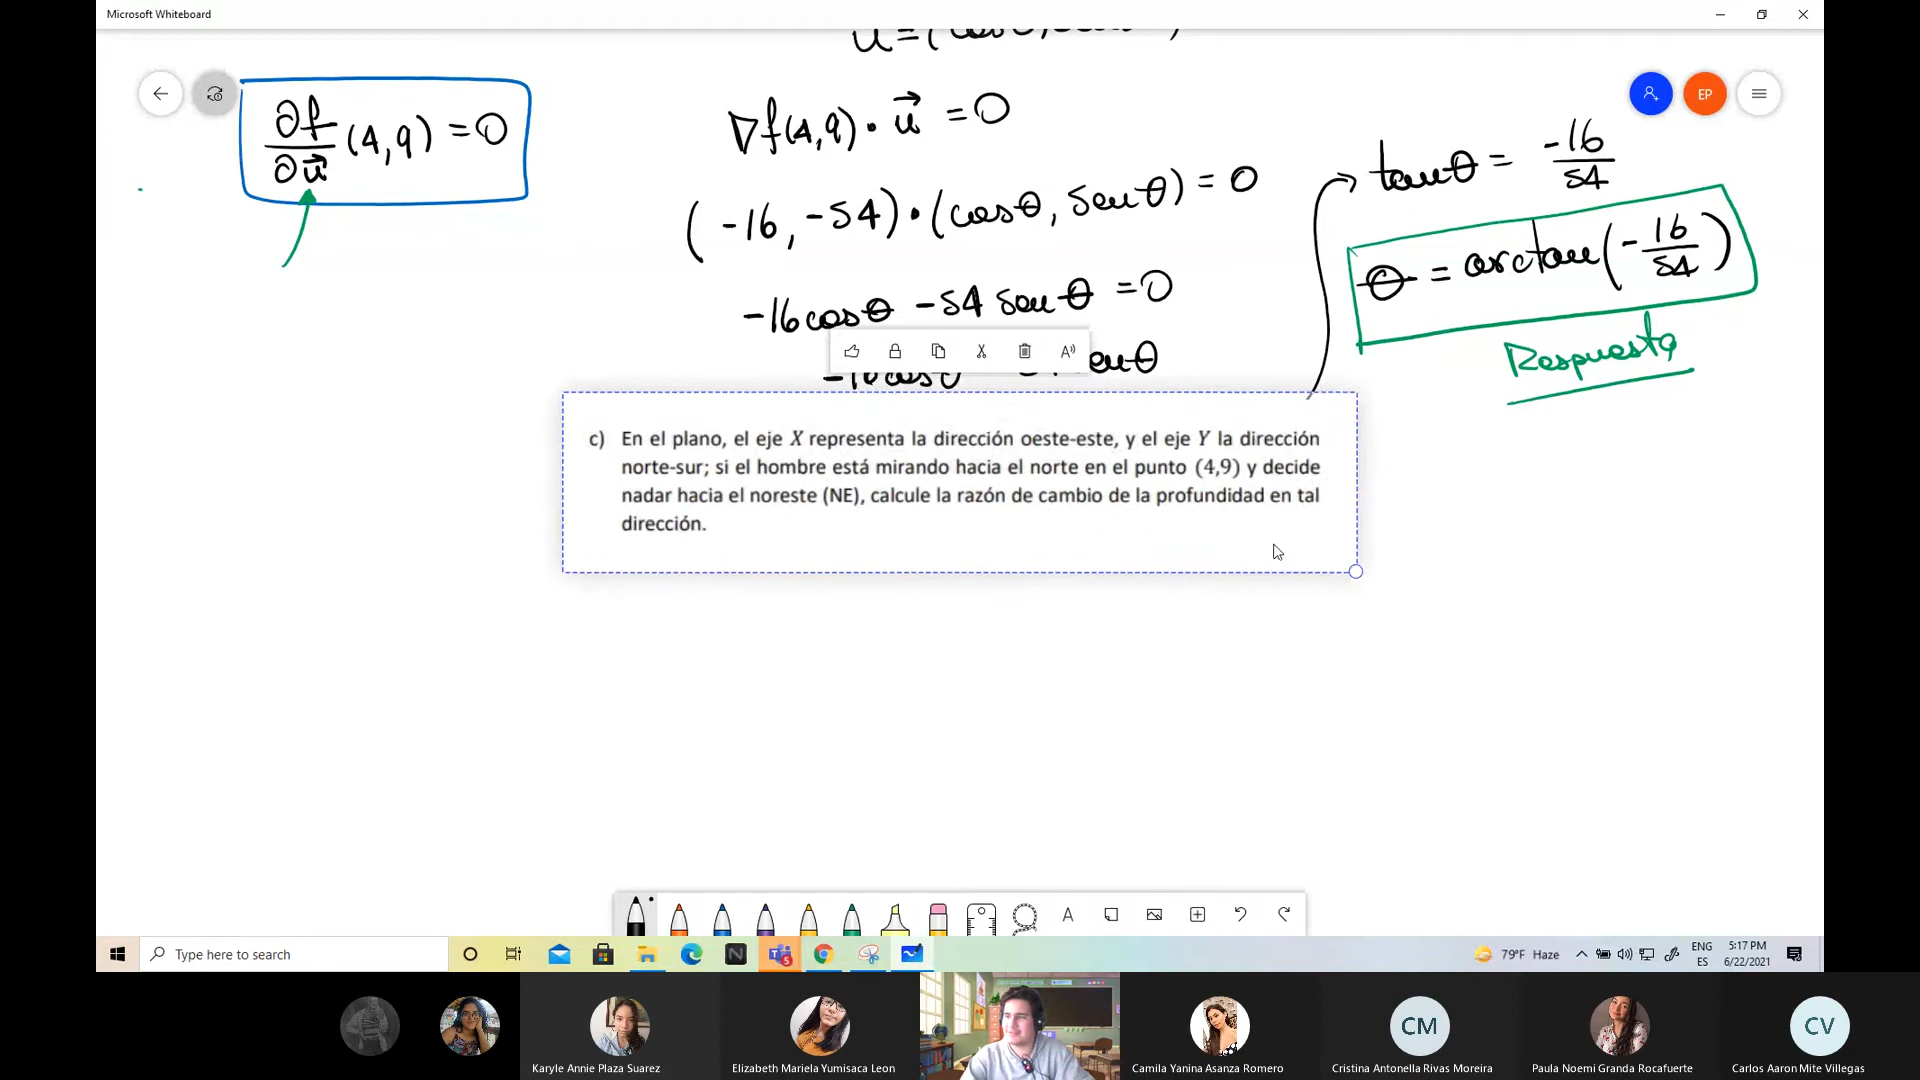 Microsoft Whiteboard
∂f/∂u⃗ (4,9) = 0
∇f(4,9) • u⃗ = 0
(-16, -54) • (cosθ, senθ) = 0
-16cosθ - 54 senθ = 0
tanθ = -16/54
θ = arctan(-16/54)
Respuesta
EP
c) En el plano, el eje X representa la dirección oeste-este, y el eje Y la dirección
norte-sur; si el hombre está mirando hacia el norte en el punto (4,9) y decide
nadar hacia el noreste (NE), calcule la razón de cambio de la profundidad en tal
dirección.
Type here to search
79°F Haze
ENG
ES
5:17 PM
6/22/2021
Karyle Annie Plaza Suarez
Elizabeth Mariela Yumisaca Leon
Camila Yanina Asanza Romero
CM
Cristina Antonella Rivas Moreira
Paula Noemi Granda Rocafuerte
CV
Carlos Aaron Mite Villegas